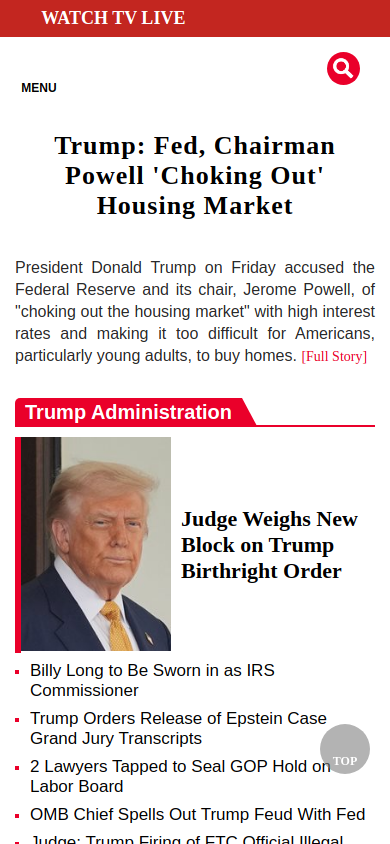 WATCH TV LIVE
MENU
Trump: Fed, Chairman
Powell 'Choking Out'
Housing Market
President Donald Trump on Friday accused the
Federal Reserve and its chair, Jerome Powell, of
"choking out the housing market" with high interest
rates and making it too difficult for Americans,
particularly young adults, to buy homes. [Full Story]
Trump Administration
Judge Weighs New
Block on Trump
Birthright Order
Billy Long to Be Sworn in as IRS
Commissioner
Trump Orders Release of Epstein Case
Grand Jury Transcripts
2 Lawyers Tapped to Seal GOP Hold on
Labor Board
TOP
OMB Chief Spells Out Trump Feud With Fed
Judge: Trump Firing of FTC Official Illegal